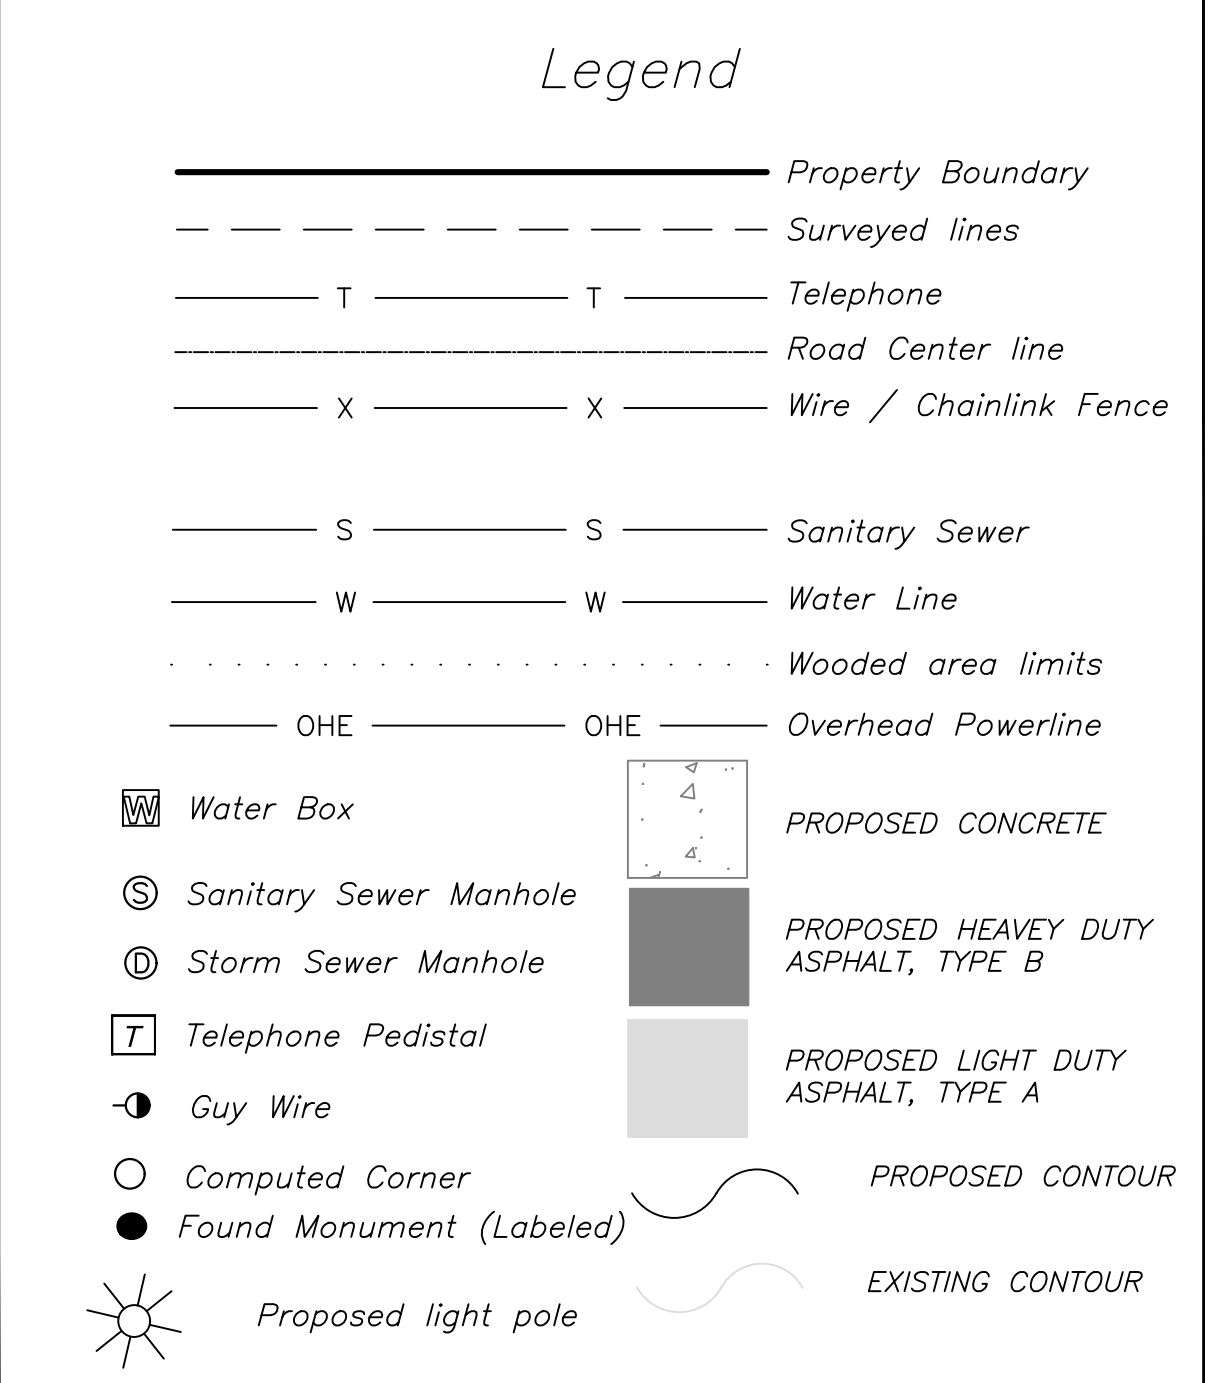 Legend
Property Boundary
Surveyed lines
T T Telephone
Road Center line
X X Wire / Chainlink Fence
S S Sanitary Sewer
W W Water Line
Wooded area limits
OHE OHE Overhead Powerline
W Water Box
S Sanitary Sewer Manhole
D Storm Sewer Manhole
T Telephone Pedistal
Guy Wire
Computed Corner
Found Monument (Labeled)
Proposed light pole
PROPOSED CONCRETE
PROPOSED HEAVEY DUTY
ASPHALT, TYPE B
PROPOSED LIGHT DUTY
ASPHALT, TYPE A
PROPOSED CONTOUR
EXISTING CONTOUR